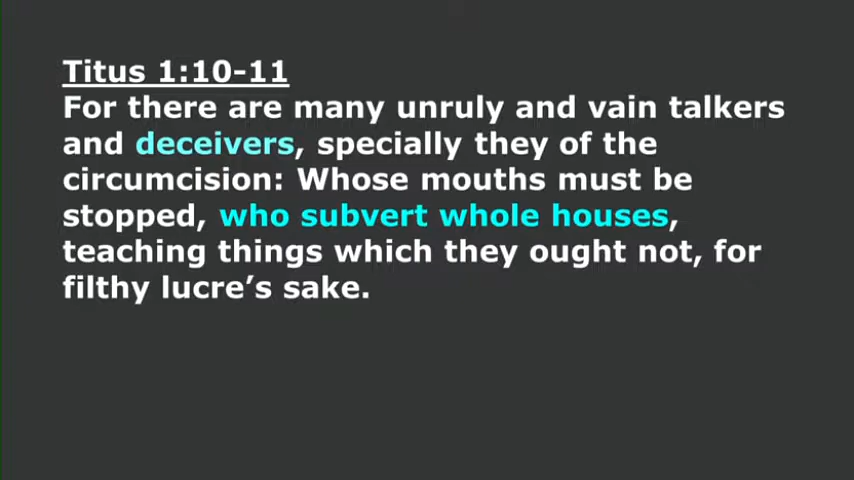 Titus 1:10-11
For there are many unruly and vain talkers
and deceivers, specially they of the
circumcision: Whose mouths must be
stopped, who subvert whole houses,
teaching things which they ought not, for
filthy lucre’s sake.